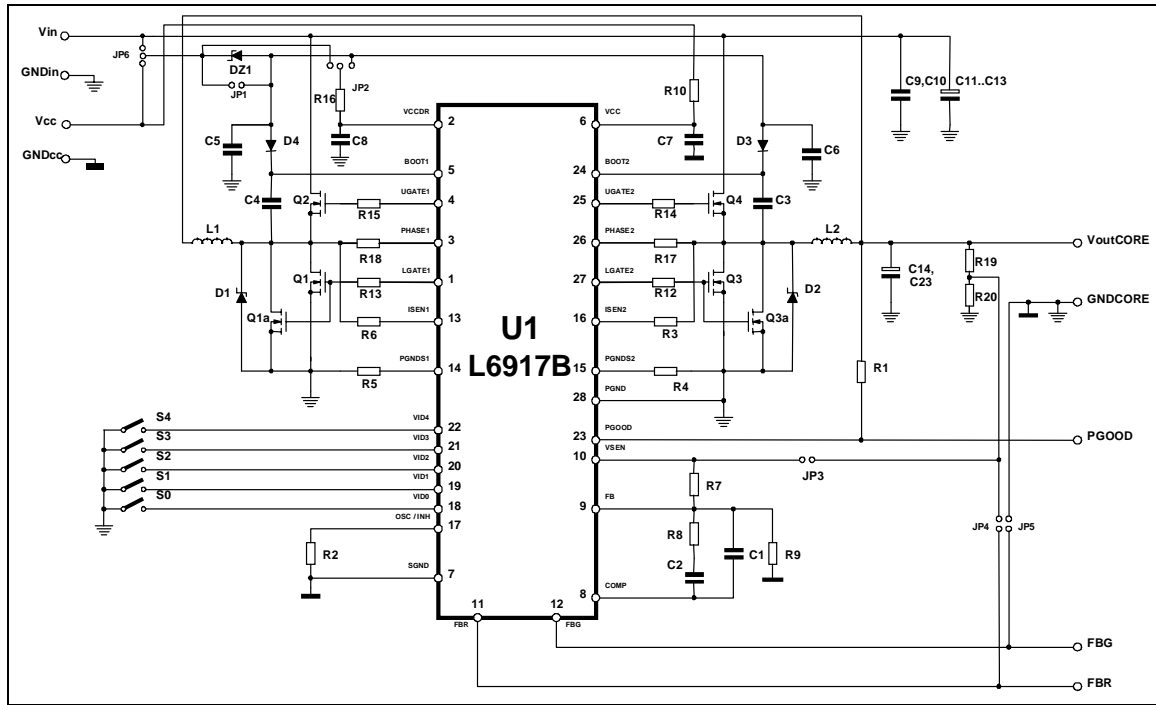 Vin
GNDin
Vcc
GNDcc
JP6
DZ1
JP1
JP2
R16
C5
D4
C8
VCCDR
2
BOOT1
5
C4
Q2
R15
UGATE1
4
L1
PHASE1
3
R18
LGATE1
1
Q1
R13
D1
Q1a
ISEN1
13
R6
PGNDS1
14
R5
U1
L6917B
S4
VID4
22
S3
VID3
21
S2
VID2
20
S1
VID1
19
S0
VID0
18
OSC / INH
17
R2
SGND
7
11
FBR
12
FBG
R10
6
VCC
C7
D3
C6
24
BOOT2
25
UGATE2
R14
Q4
C3
26
PHASE2
R17
L2
27
LGATE2
R12
Q3
D2
16
ISEN2
R3
Q3a
15
PGNDS2
R4
28
PGND
23
PGOOD
10
VSEN
JP3
R7
9
FB
R8
C2
C1
R9
8
COMP
C9,C10
C11..C13
C14,
C23
R19
R20
R1
JP4
JP5
VoutCORE
GNDCORE
PGOOD
FBG
FBR